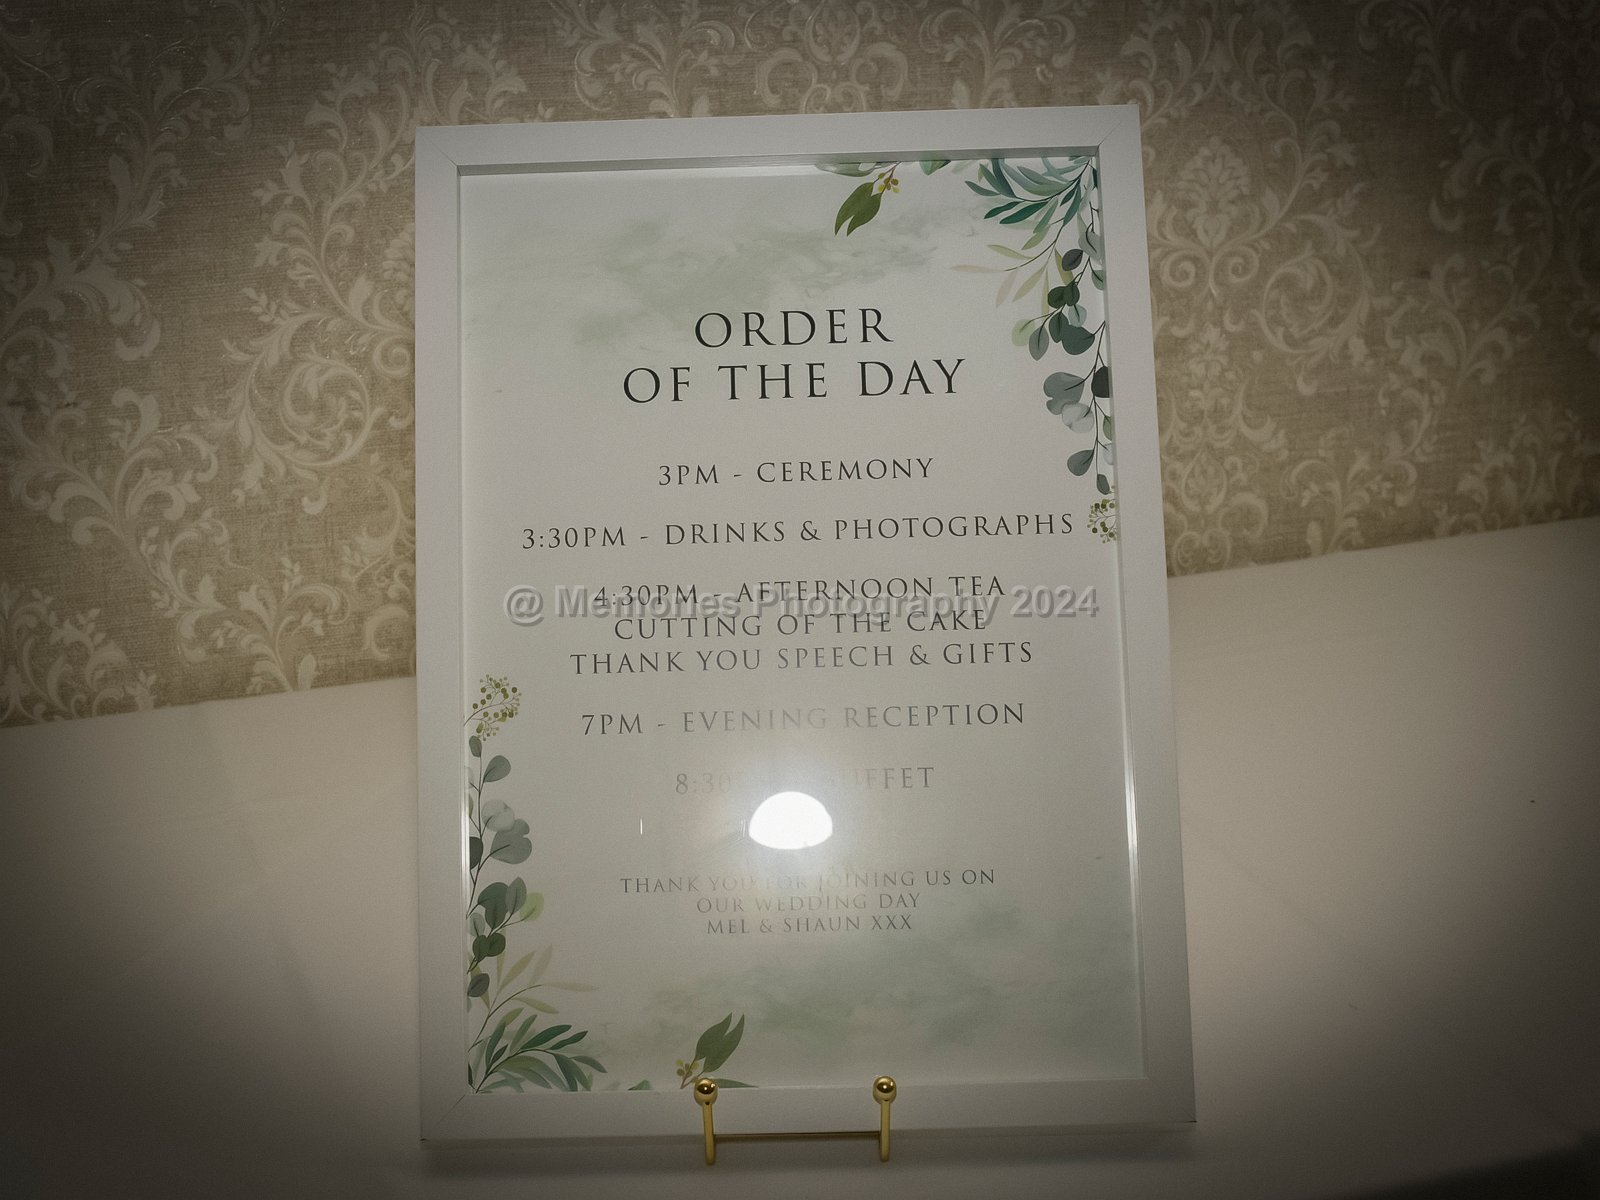 ORDER
OF THE DAY
3PM - CEREMONY
3:30PM - DRINKS & PHOTOGRAPHS
4:30PM - AFTERNOON TEA
@ Memories Photography 2024
CUTTING OF THE CAKE
THANK YOU SPEECH & GIFTS
7PM - EVENING RECEPTION
THANK YOU FOR JOINING US ON
OUR WEDDING DAY
MEL & SHAUN XXX